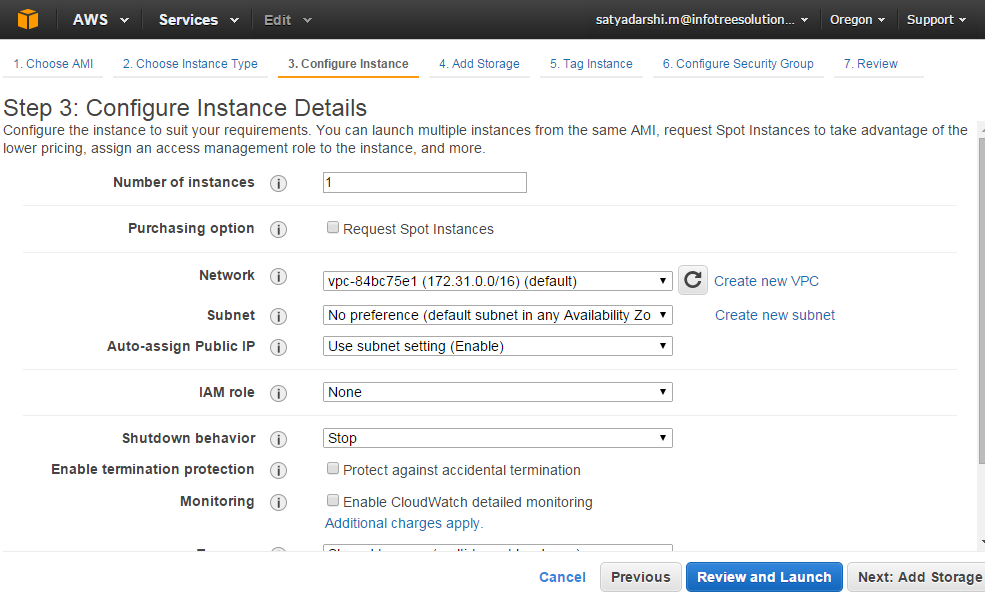 AWS Services Edit satyadarshi.m@infotreesolution... Oregon Support
1. Choose AMI 2. Choose Instance Type 3. Configure Instance 4. Add Storage 5. Tag Instance 6. Configure Security Group 7. Review
Step 3: Configure Instance Details
Configure the instance to suit your requirements. You can launch multiple instances from the same AMI, request Spot Instances to take advantage of the
lower pricing, assign an access management role to the instance, and more.
Number of instances i 1
Purchasing option i Request Spot Instances
Network i vpc-84bc75e1 (172.31.0.0/16) (default) Create new VPC
Subnet i No preference (default subnet in any Availability Zo Create new subnet
Auto-assign Public IP i Use subnet setting (Enable)
IAM role i None
Shutdown behavior i Stop
Enable termination protection i Protect against accidental termination
Monitoring i Enable CloudWatch detailed monitoring
Additional charges apply.
Cancel Previous Review and Launch Next: Add Storage